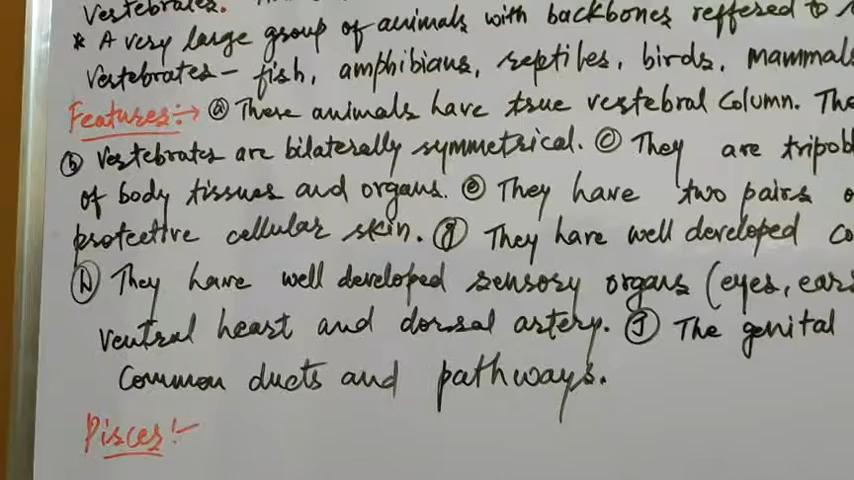 Vertebrates.
* A very large group of animals with backbones reffered to
Vertebrates - fish, amphibians, reptiles, birds, mammals
Features:→ (a) These animals have true vertebral column. The
(b) Vertebrates are bilaterally symmetrical. (c) They are tripobl
of body tissues and organs. (e) They have two pairs o
protective cellular skin. (g) They have well developed co
(h) They have well developed sensory organs (eyes, ears
ventral heart and dorsal artery. (J) The genital
Common ducts and pathways.
Pisces:-